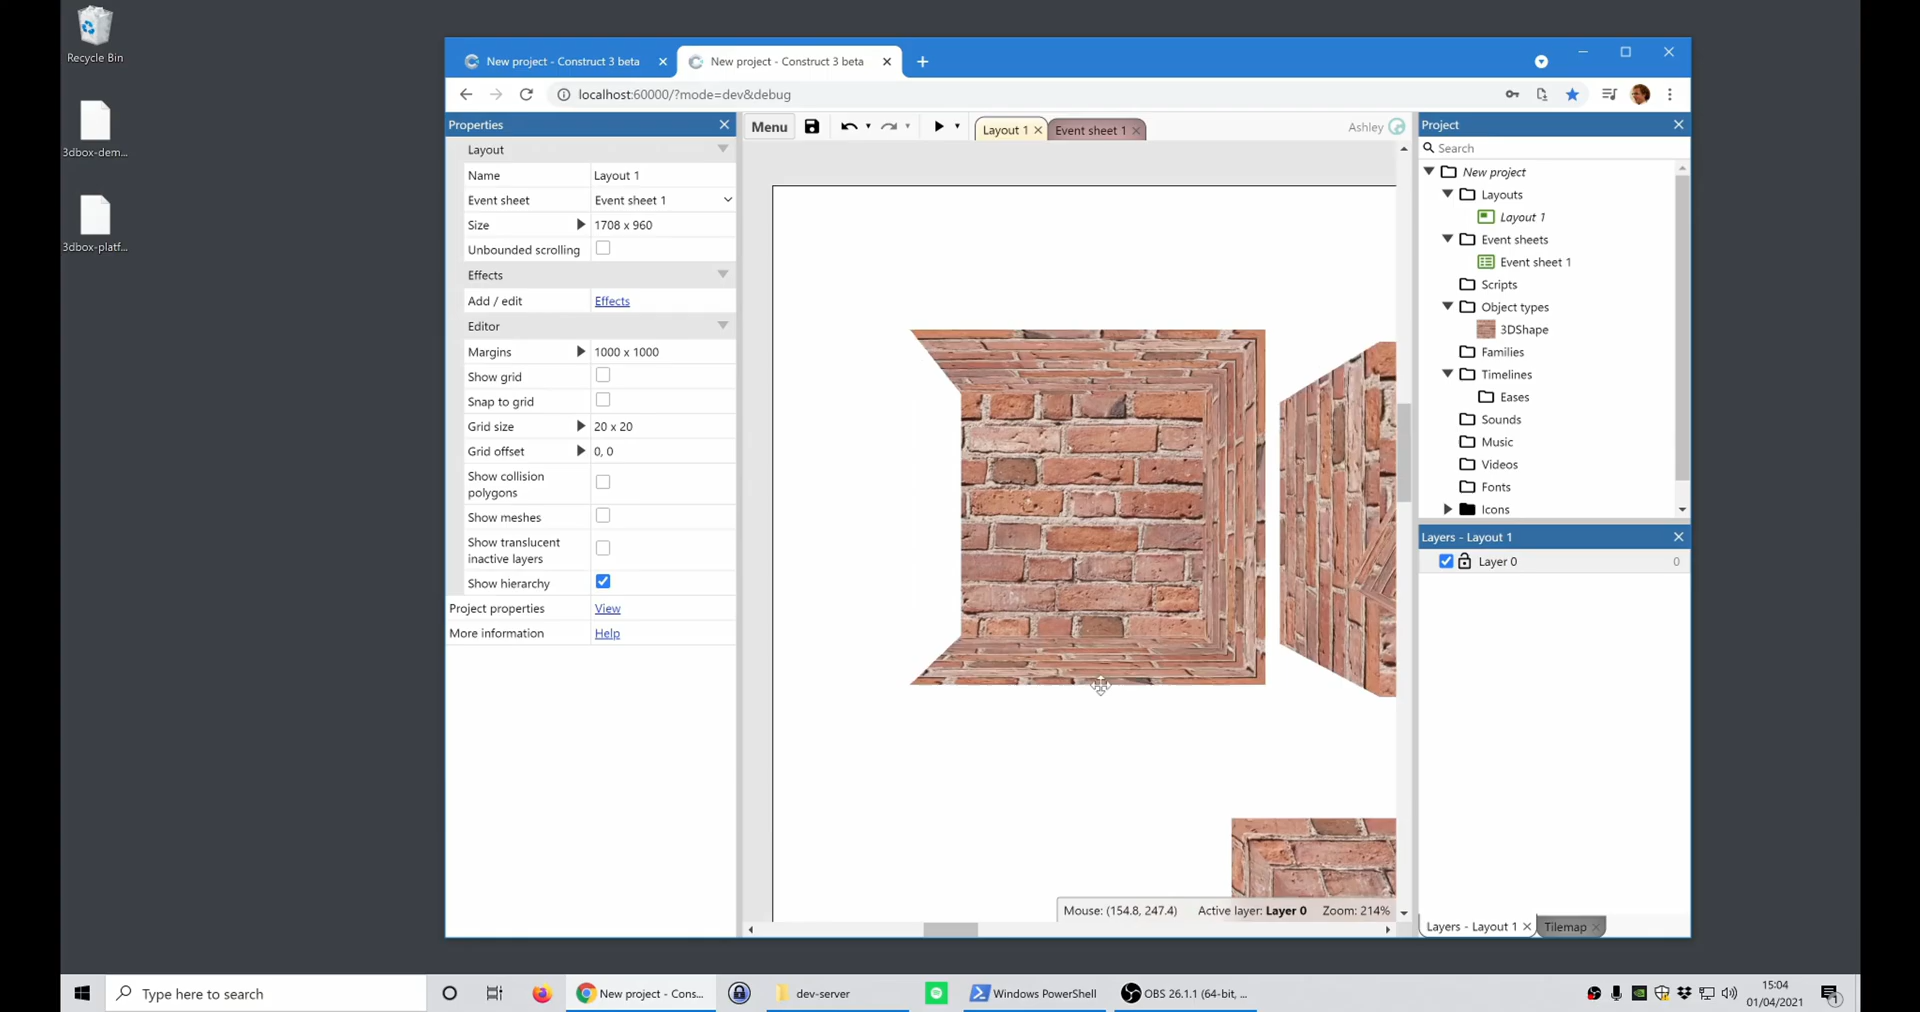 Recycle Bin
3dbox-dem...
3dbox-platf...
New project - Construct 3 beta
New project - Construct 3 beta
localhost:60000/?mode=dev&debug
Properties
Layout
Name Layout 1
Event sheet Event sheet 1
Size 1708 x 960
Unbounded scrolling
Effects
Add / edit Effects
Editor
Margins 1000 x 1000
Show grid
Snap to grid
Grid size 20 x 20
Grid offset 0, 0
Show collision
polygons
Show meshes
Show translucent
inactive layers
Show hierarchy
Project properties View
More information Help
Menu
Layout 1
Event sheet 1
Ashley
Mouse: (154.8, 247.4) Active layer: Layer 0 Zoom: 214%
Project
Search
New project
Layouts
Layout 1
Event sheets
Event sheet 1
Scripts
Object types
3DShape
Families
Timelines
Eases
Sounds
Music
Videos
Fonts
Icons
Layers - Layout 1
Layer 0 0
Layers - Layout 1
Tilemap
Type here to search
New project - Cons...
dev-server
Windows PowerShell
OBS 26.1.1 (64-bit, ...
15:04
01/04/2021
1